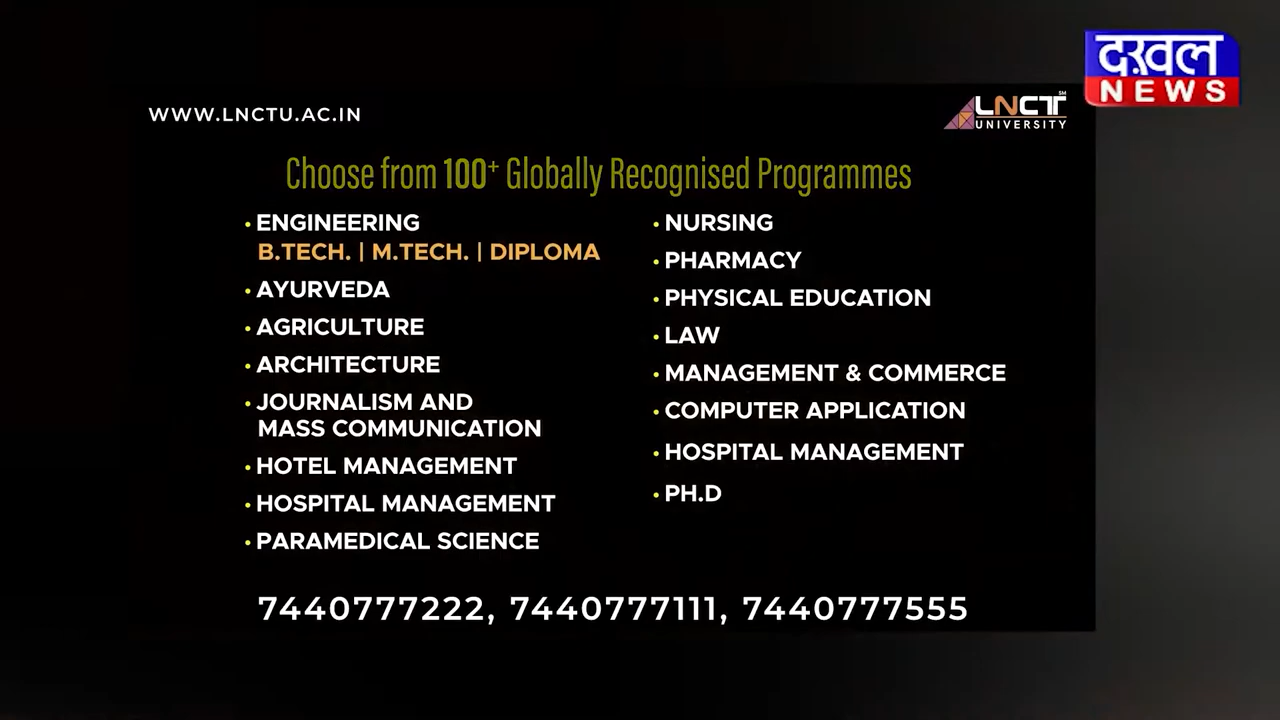 दख़ल
NEWS
WWW.LNCTU.AC.IN
LNCT SM
UNIVERSITY
Choose from 100+ Globally Recognised Programmes
• ENGINEERING
B.TECH. | M.TECH. | DIPLOMA
• AYURVEDA
• AGRICULTURE
• ARCHITECTURE
• JOURNALISM AND
MASS COMMUNICATION
• HOTEL MANAGEMENT
• HOSPITAL MANAGEMENT
• PARAMEDICAL SCIENCE
• NURSING
• PHARMACY
• PHYSICAL EDUCATION
• LAW
• MANAGEMENT & COMMERCE
• COMPUTER APPLICATION
• HOSPITAL MANAGEMENT
• PH.D
7440777222, 7440777111, 7440777555